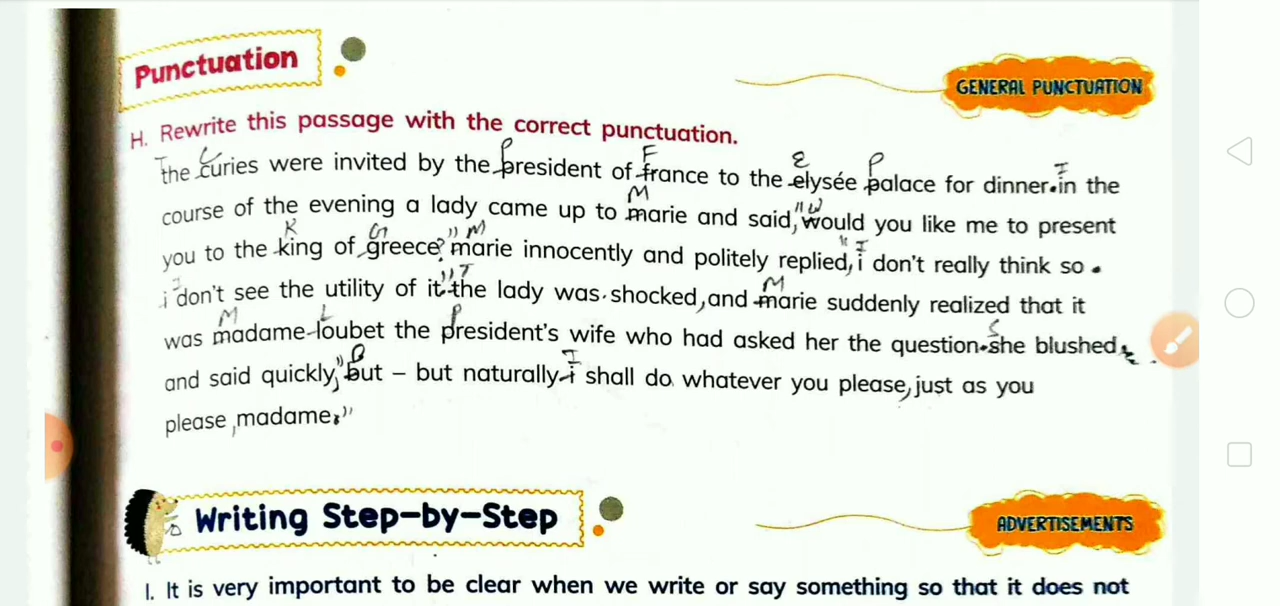 Punctuation
GENERAL PUNCTUATION
H. Rewrite this passage with the correct punctuation.
T C P F E P I
the curies were invited by the president of france to the elysée palace for dinner. in the
M W
course of the evening a lady came up to marie and said, "would you like me to present
K G M I
you to the king of greece?" marie innocently and politely replied, "i don't really think so.
I T M
i don't see the utility of it." the lady was shocked, and marie suddenly realized that it
M L P S
was madame loubet the president's wife who had asked her the question. she blushed
B I
and said quickly, "but – but naturally i shall do whatever you please, just as you
please, madame."
Writing Step-by-Step
ADVERTISEMENTS
I. It is very important to be clear when we write or say something so that it does not